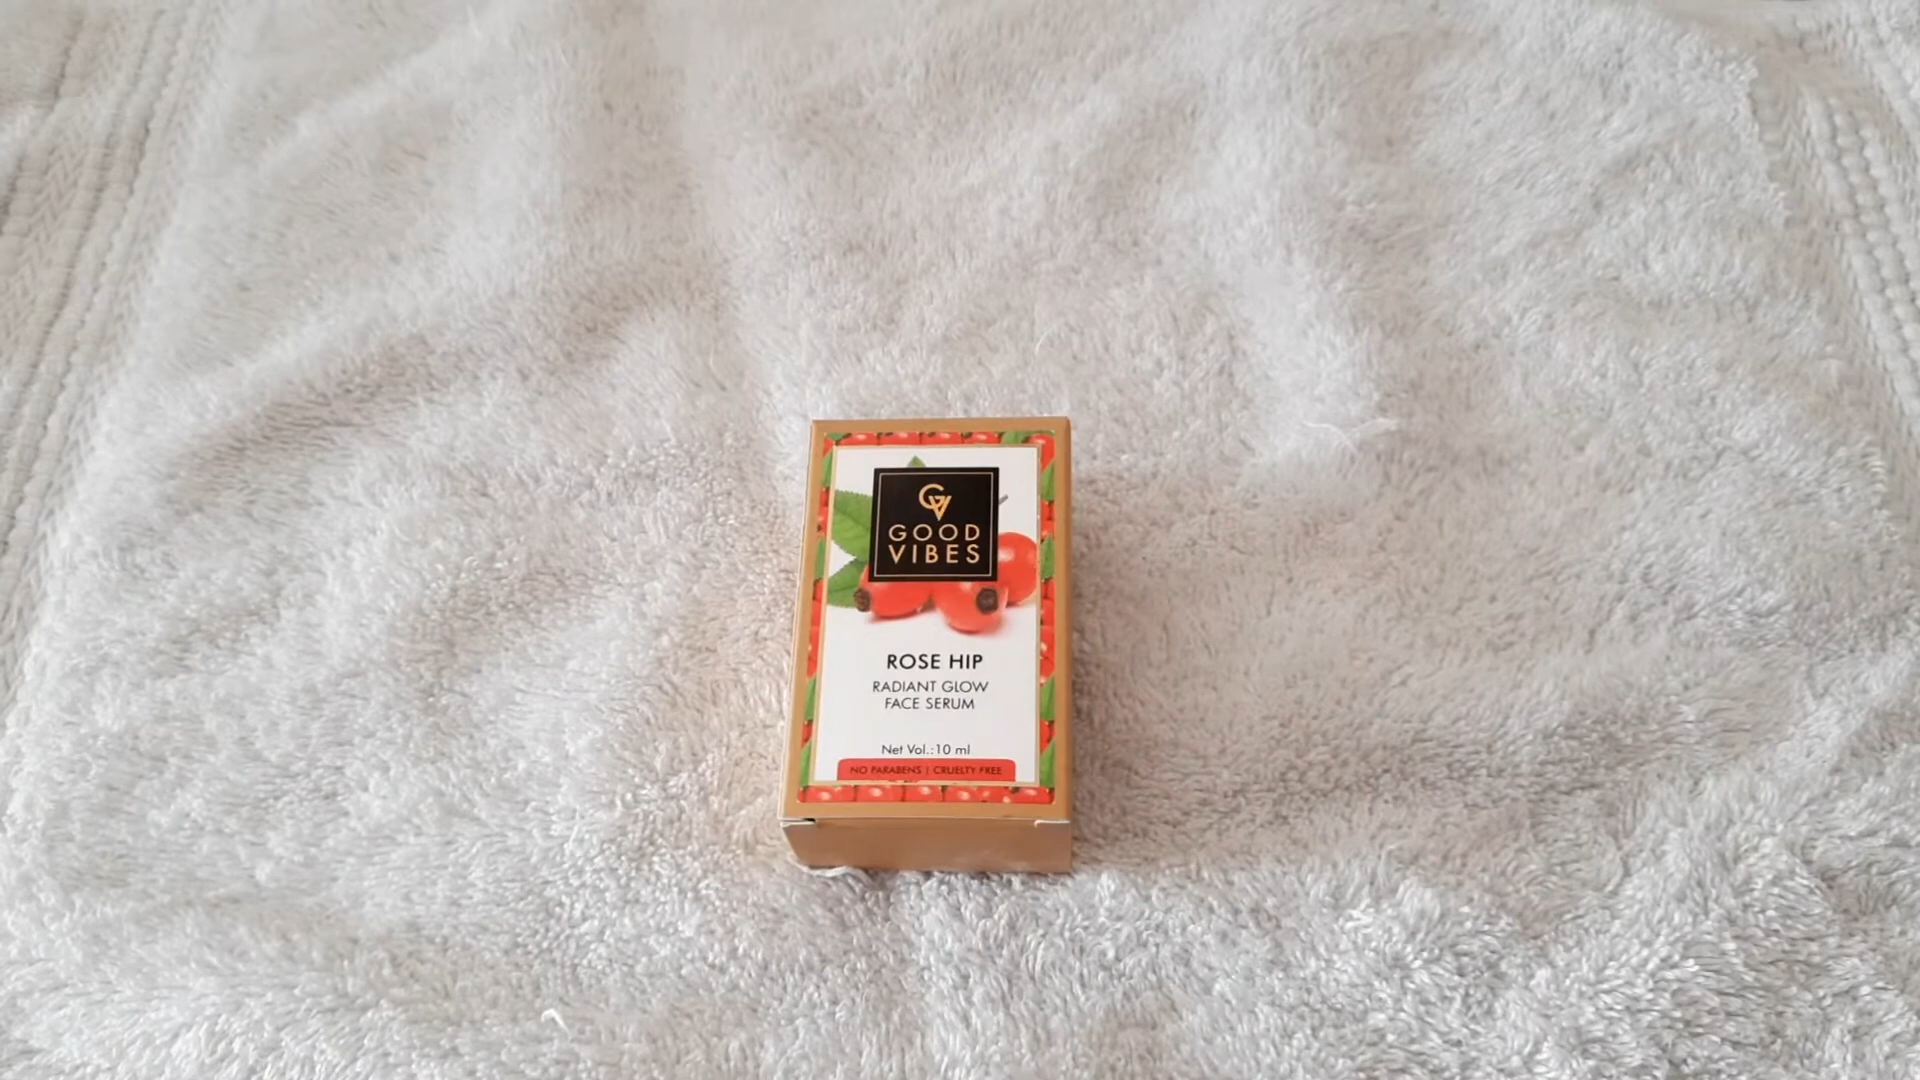 GV
GOOD
VIBES
ROSE HIP
RADIANT GLOW
FACE SERUM
Net Vol.:10 ml
NO PARABENS | CRUELTY FREE